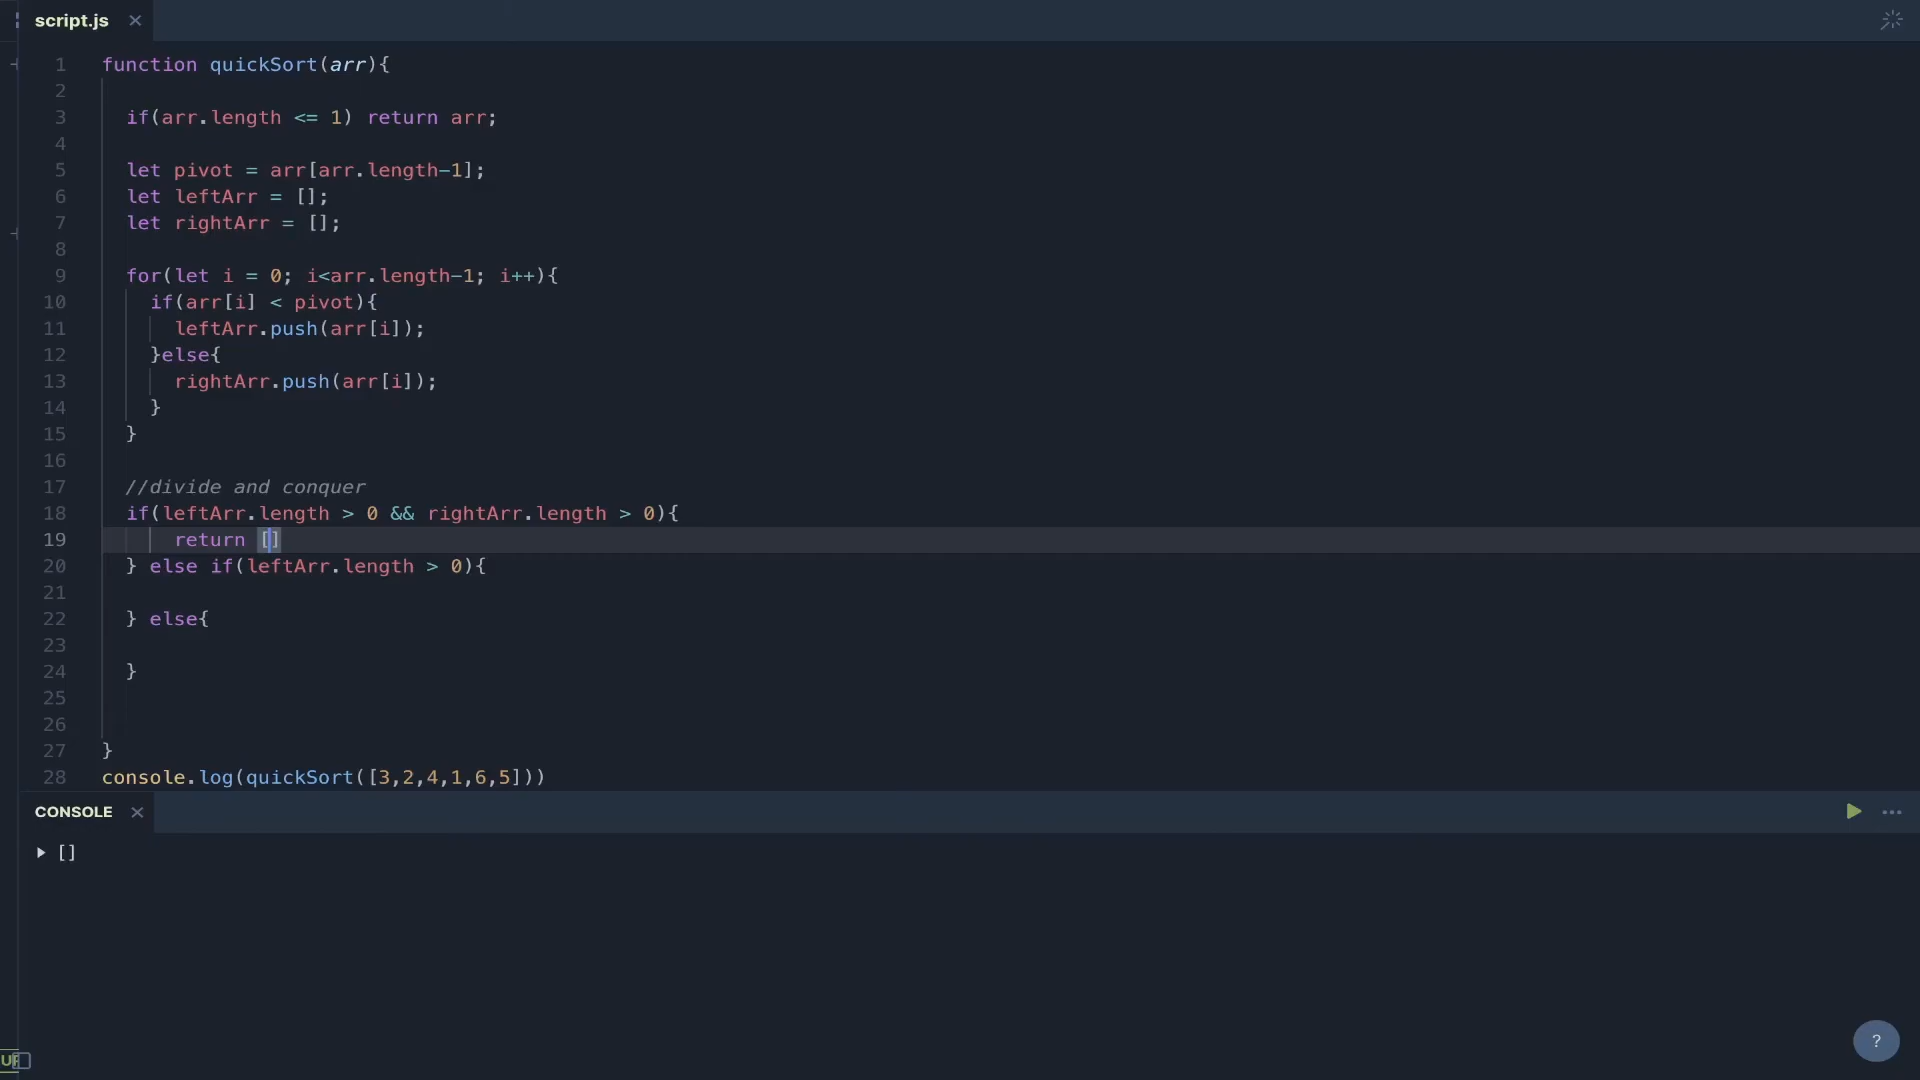 script.js ×
1 function quickSort(arr){
2
3 if(arr.length <= 1) return arr;
4
5 let pivot = arr[arr.length-1];
6 let leftArr = [];
7 let rightArr = [];
8
9 for(let i = 0; i<arr.length-1; i++){
10 if(arr[i] < pivot){
11 leftArr.push(arr[i]);
12 }else{
13 rightArr.push(arr[i]);
14 }
15 }
16
17 //divide and conquer
18 if(leftArr.length > 0 && rightArr.length > 0){
19 return []
20 } else if(leftArr.length > 0){
21
22 } else{
23
24 }
25
26
27 }
28 console.log(quickSort([3,2,4,1,6,5]))
CONSOLE ×
[]
?